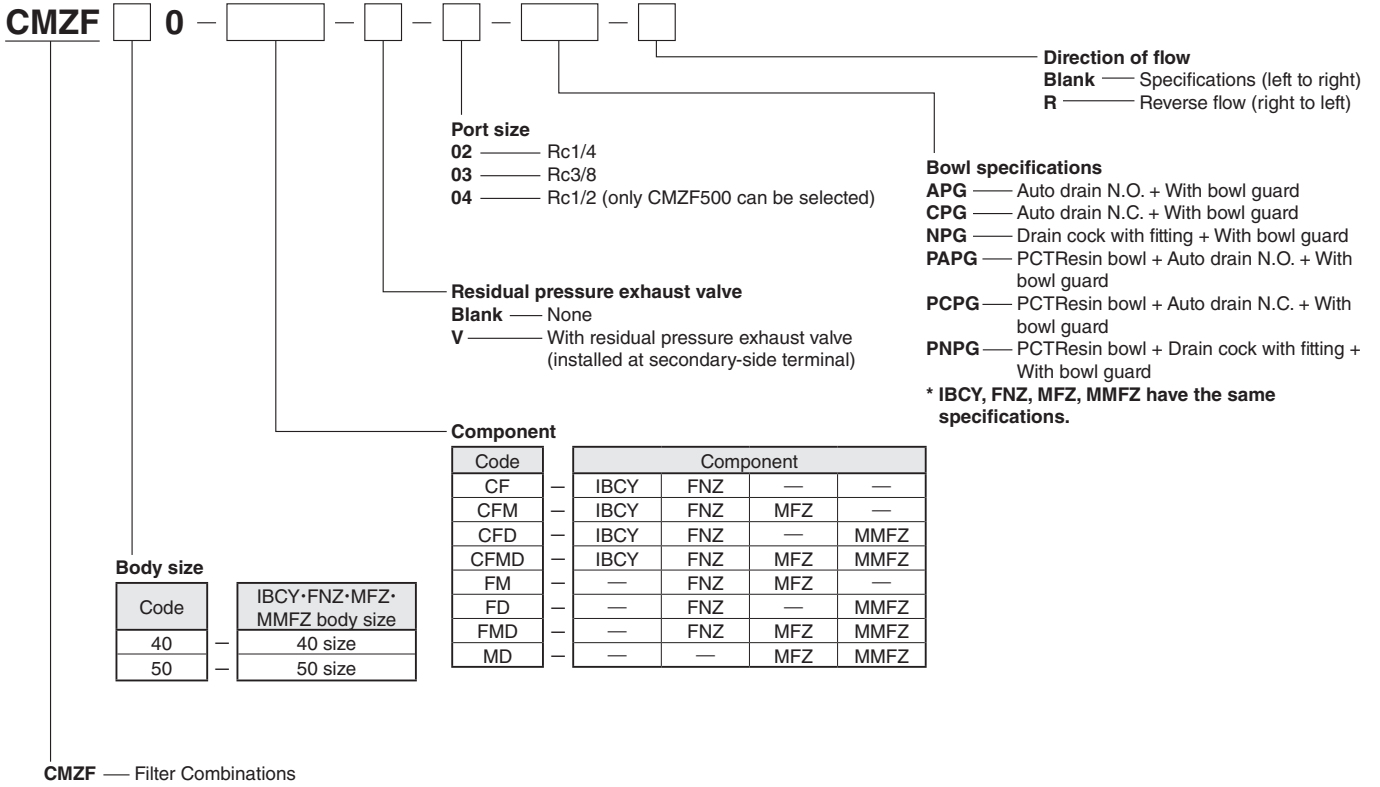 CMZF 0 – – – – –
Direction of flow
Blank Specifications (left to right)
R Reverse flow (right to left)
Port size
02 Rc1/4
03 Rc3/8
04 Rc1/2 (only CMZF500 can be selected)
Bowl specifications
APG Auto drain N.O. + With bowl guard
CPG Auto drain N.C. + With bowl guard
NPG Drain cock with fitting + With bowl guard
PAPG PCTResin bowl + Auto drain N.O. + With
bowl guard
PCPG PCTResin bowl + Auto drain N.C. + With
bowl guard
PNPG PCTResin bowl + Drain cock with fitting +
With bowl guard
* IBCY, FNZ, MFZ, MMFZ have the same
specifications.
Residual pressure exhaust valve
Blank None
V With residual pressure exhaust valve
(installed at secondary-side terminal)
Component
Code Component
CF – IBCY FNZ — —
CFM – IBCY FNZ MFZ —
CFD – IBCY FNZ — MMFZ
CFMD – IBCY FNZ MFZ MMFZ
FM – — FNZ MFZ —
FD – — FNZ — MMFZ
FMD – — FNZ MFZ MMFZ
MD – — — MFZ MMFZ
Body size
Code IBCY･FNZ･MFZ･
MMFZ body size
40 – 40 size
50 – 50 size
CMZF Filter Combinations